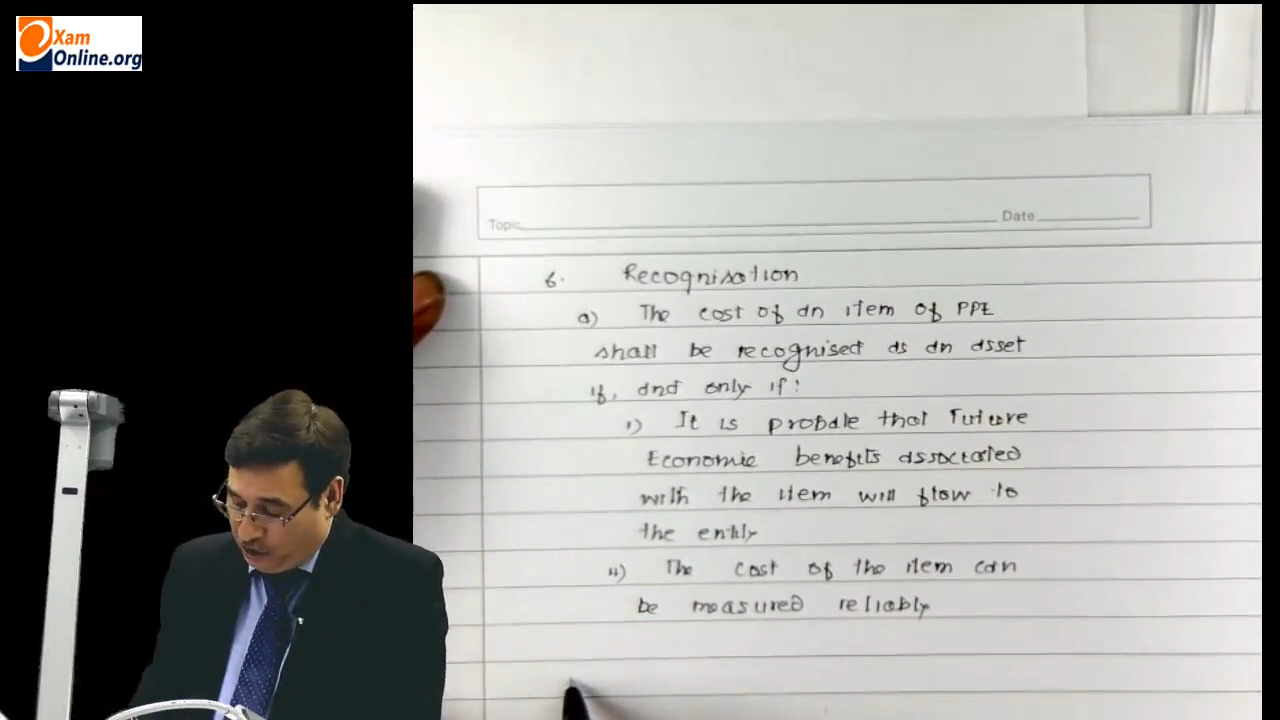 Xam
Online.org
Topic Date
6. Recognisation
a) The cost of an item of PPE
shall be recognised as an asset
if, and only if:
i) It is probale that Future
Economic benefits associated
with the item will flow to
the entity
ii) The cost of the item can
be measured reliably